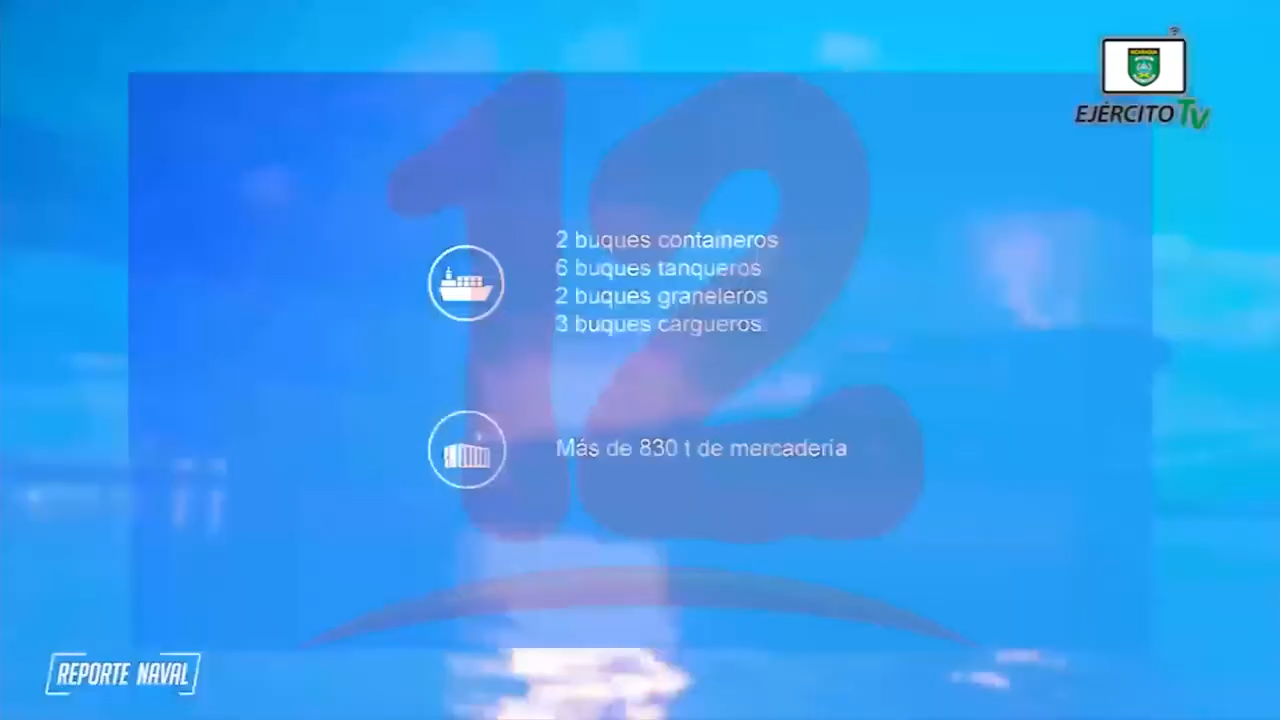 NICARAGUA
EJÉRCITO TV
12
2 buques containeros
6 buques tanqueros
2 buques graneleros
3 buques cargueros
Más de 830 t de mercadería
REPORTE NAVAL